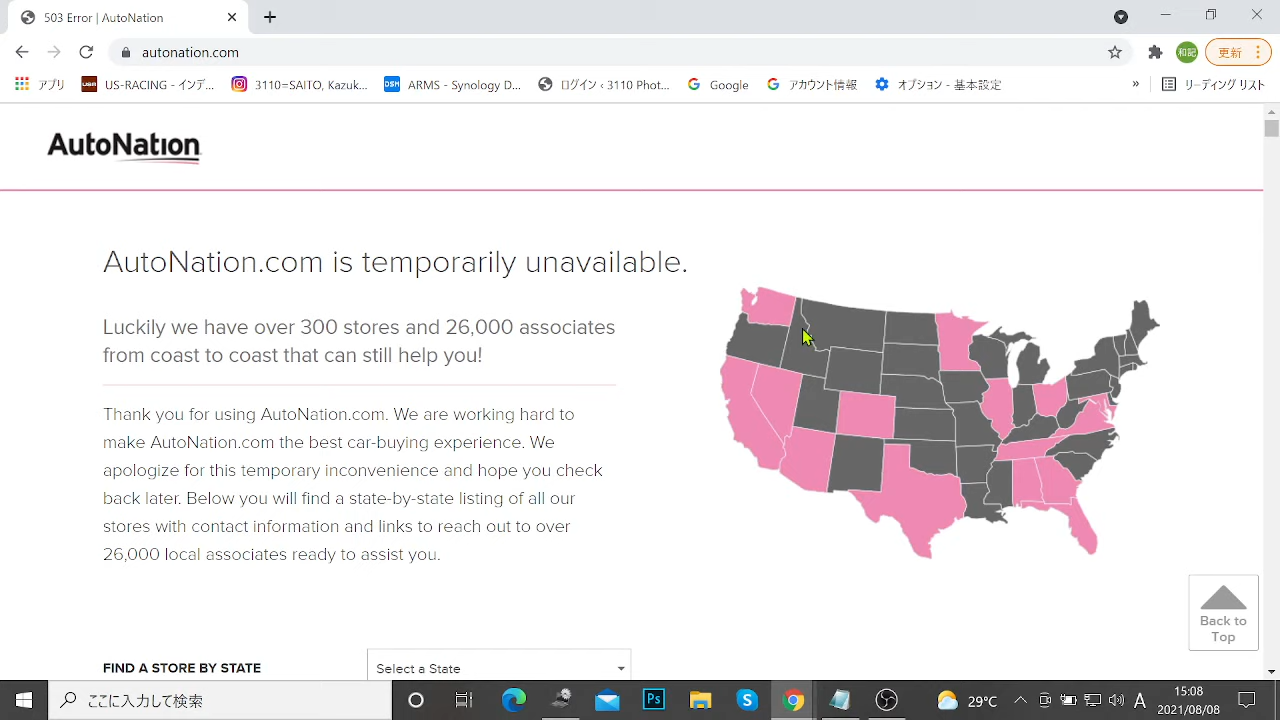 503 Error | AutoNation
autonation.com
和記
更新
アプリ
US-RACING - インデ...
3110=SAITO, Kazuk...
DSM
ARMS - Synology D...
ログイン - 3110 Phot...
Google
アカウント情報
オプション - 基本設定
»
リーディング リスト
AutoNation
AutoNation.com is temporarily unavailable.
Luckily we have over 300 stores and 26,000 associates
from coast to coast that can still help you!
Thank you for using AutoNation.com. We are working hard to
make AutoNation.com the best car-buying experience. We
apologize for this temporary inconvenience and hope you check
back later. Below you will find a state-by-state listing of all our
stores with contact information and links to reach out to over
26,000 local associates ready to assist you.
Back to
Top
FIND A STORE BY STATE
Select a State
ここに入力して検索
Ps
S
29℃
A
15:08
2021/08/08